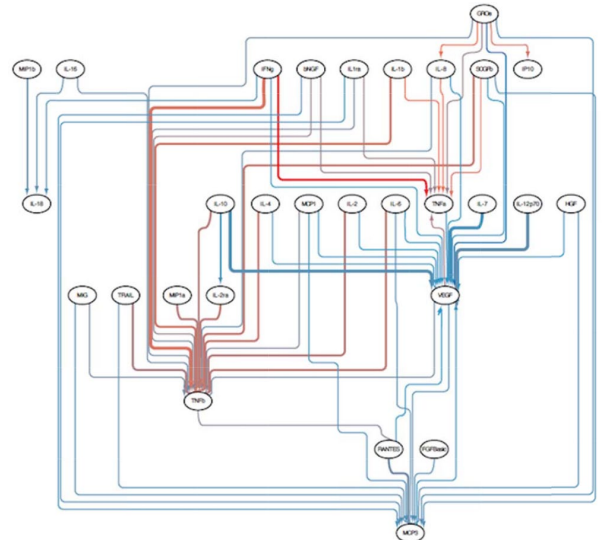 GROa
MIP1b IL-16 IFNg bNGF IL1ra IL-1b IL-8 SCGFb IP10
IL-18 IL-10 IL-4 MCP1 IL-2 IL-6 TNFa IL-7 IL-12p70 HGF
MIG TRAIL MIP1a IL-2ra VEGF
TNFb
RANTES FGFBasic
MCP3